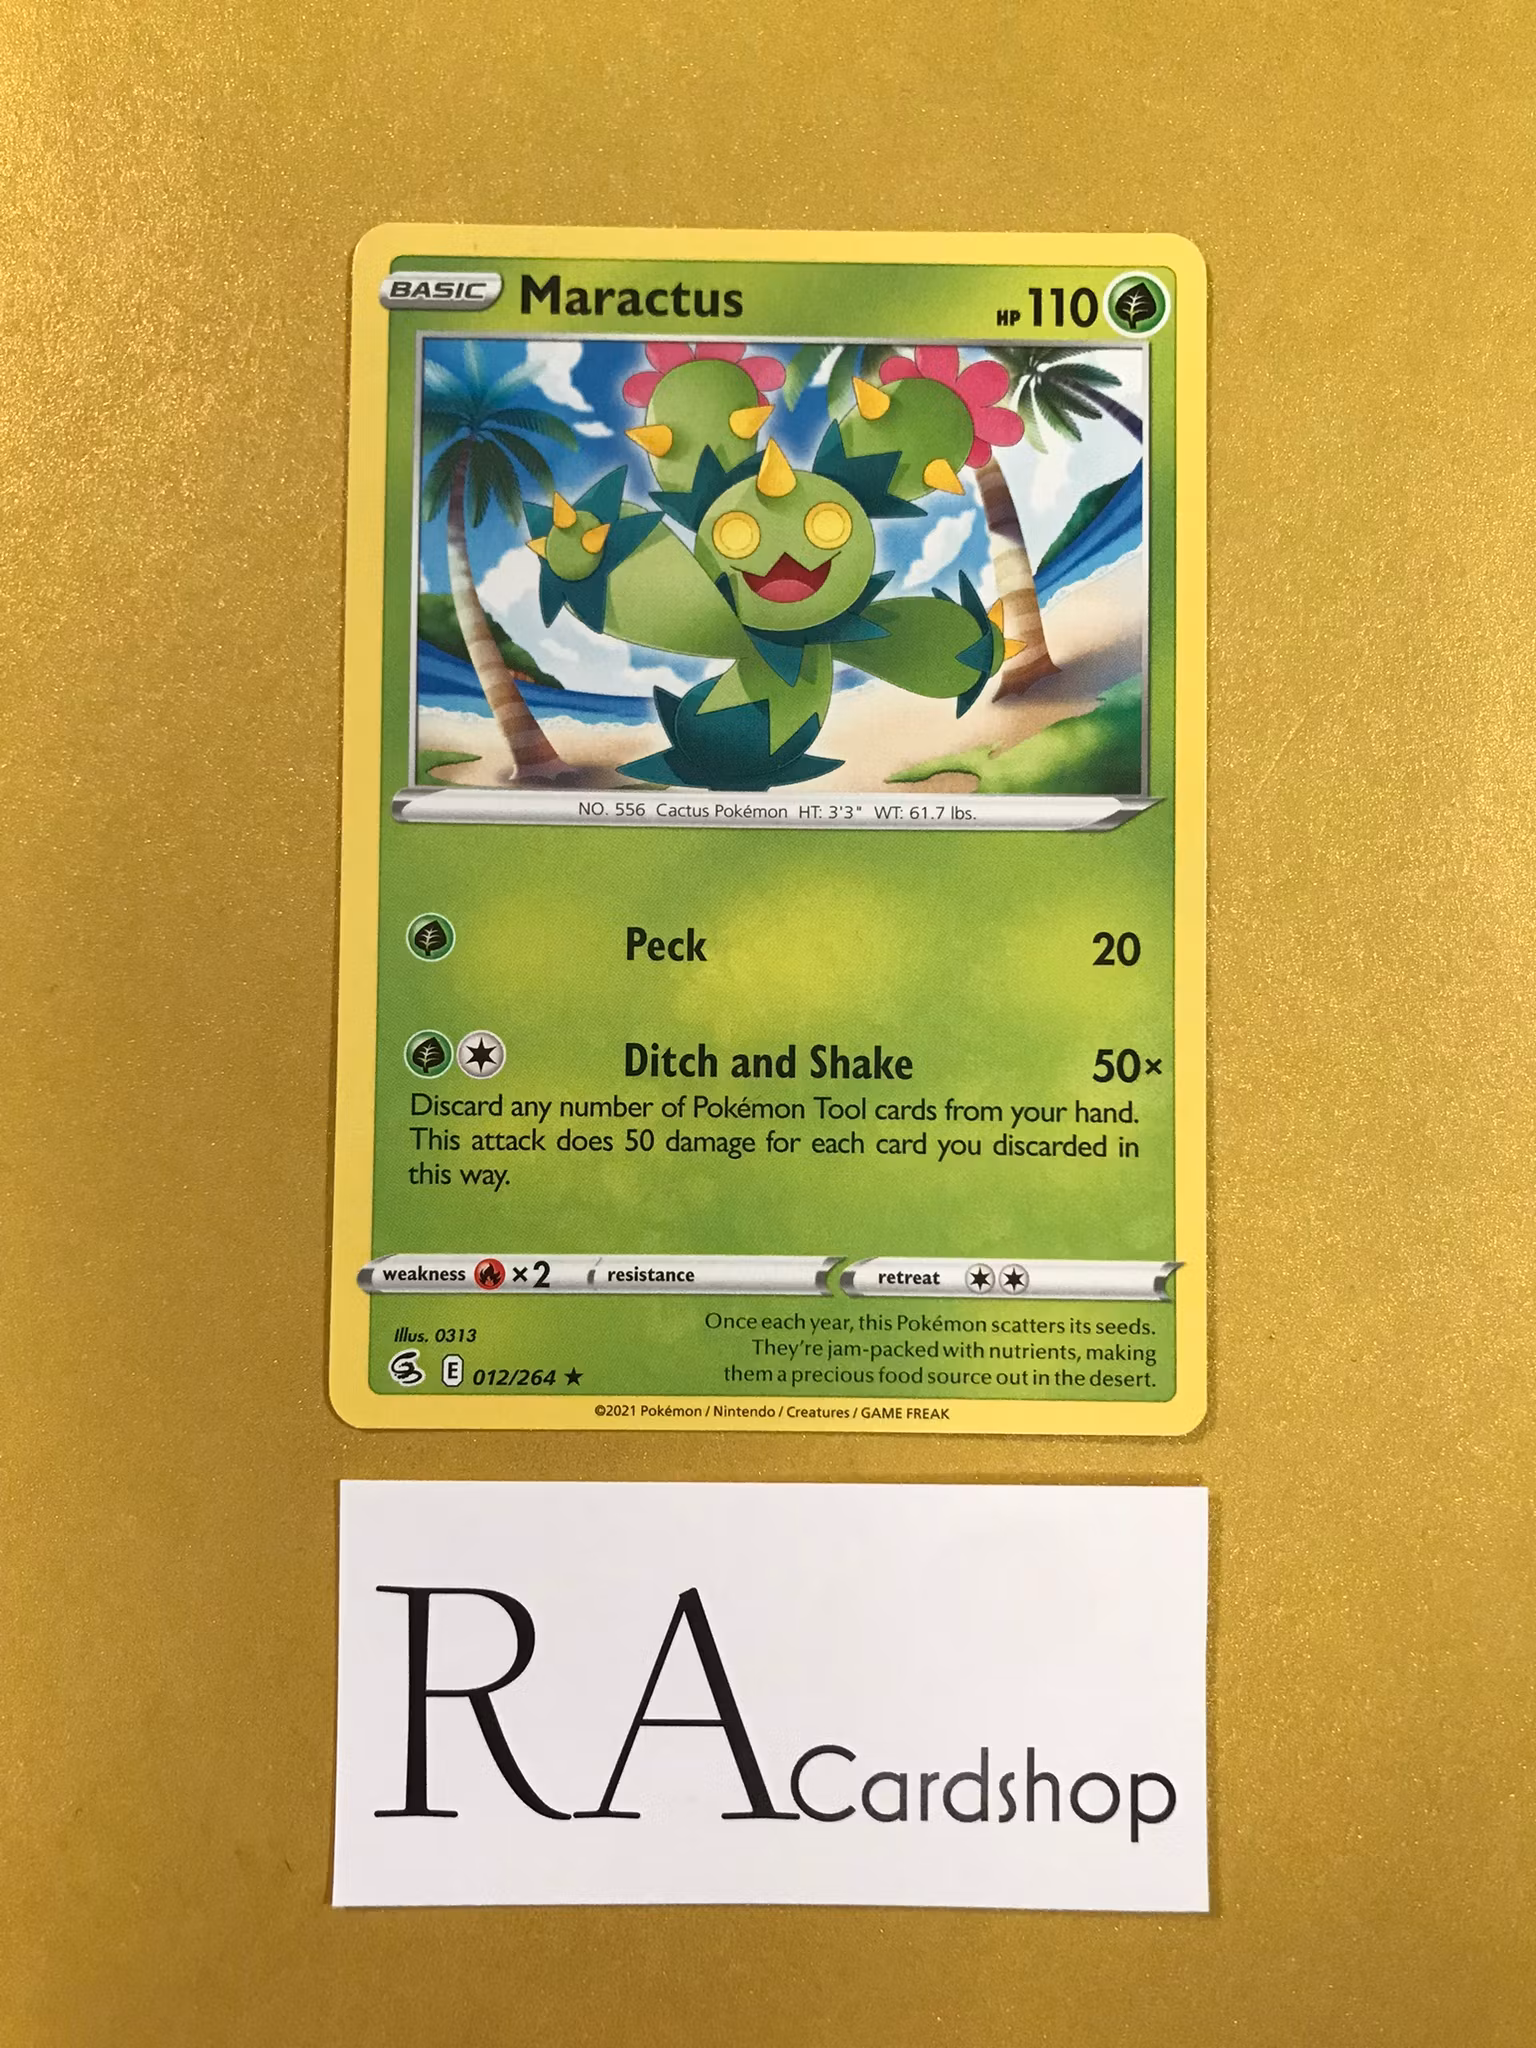 BASIC Maractus HP 110
NO. 556 Cactus Pokémon HT: 3'3" WT: 61.7 lbs.
Peck 20
Ditch and Shake 50×
Discard any number of Pokémon Tool cards from your hand.
This attack does 50 damage for each card you discarded in
this way.
weakness ×2 resistance retreat
Illus. 0313
E 012/264 ★
Once each year, this Pokémon scatters its seeds.
They're jam-packed with nutrients, making
them a precious food source out in the desert.
©2021 Pokémon / Nintendo / Creatures / GAME FREAK
RA Cardshop